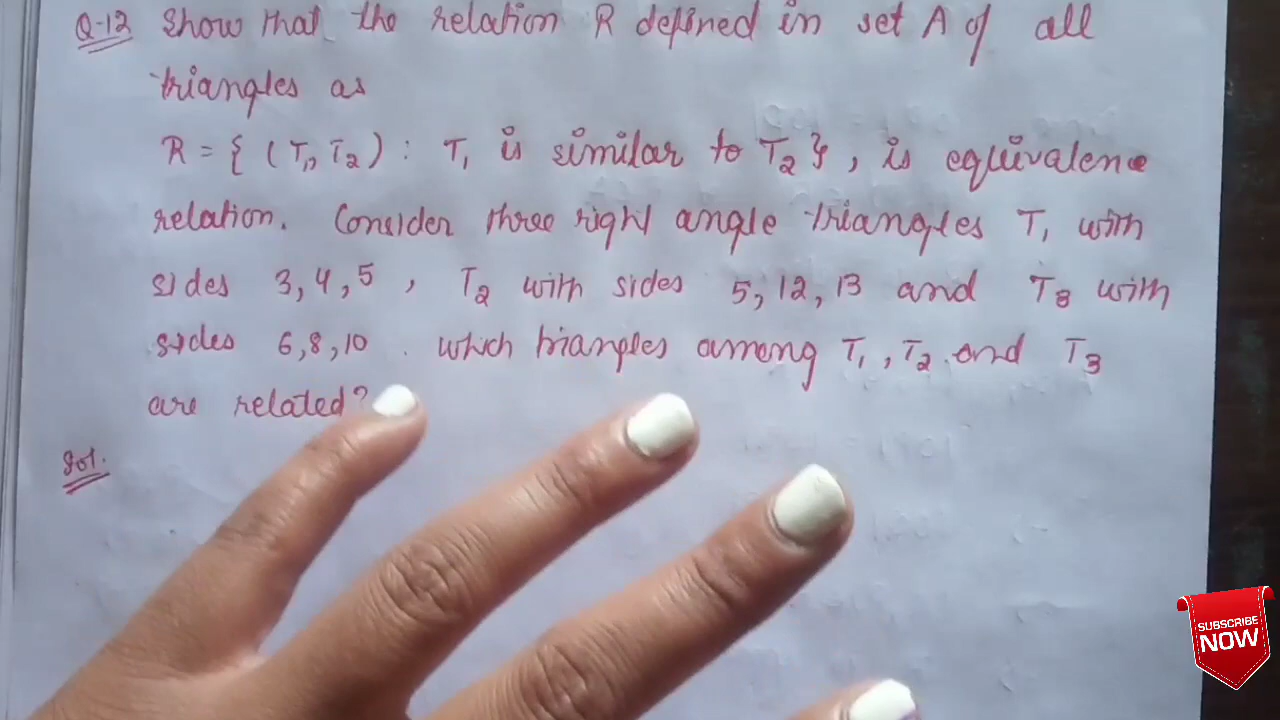 Q-12 Show that the relation R defined in set A of all
triangles as
R = { (T₁, T₂) : T₁ is similar to T₂ }, is equivalene
relation. Consider three right angle triangles T₁ with
sides 3, 4, 5 , T₂ with sides 5, 12, 13 and T₃ with
sides 6, 8, 10 . which triangles among T₁ , T₂ and T₃
are related?
Sol.
SUBSCRIBE
NOW